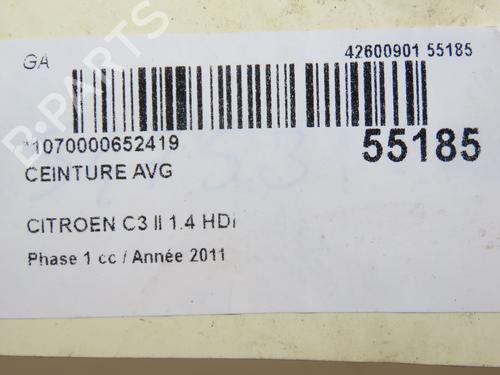 GA
42600901 55185
*1070000652419
55185
CEINTURE AVG
CITROEN C3 II 1.4 HDi
Phase 1 cc / Année 2011
B-PARTS